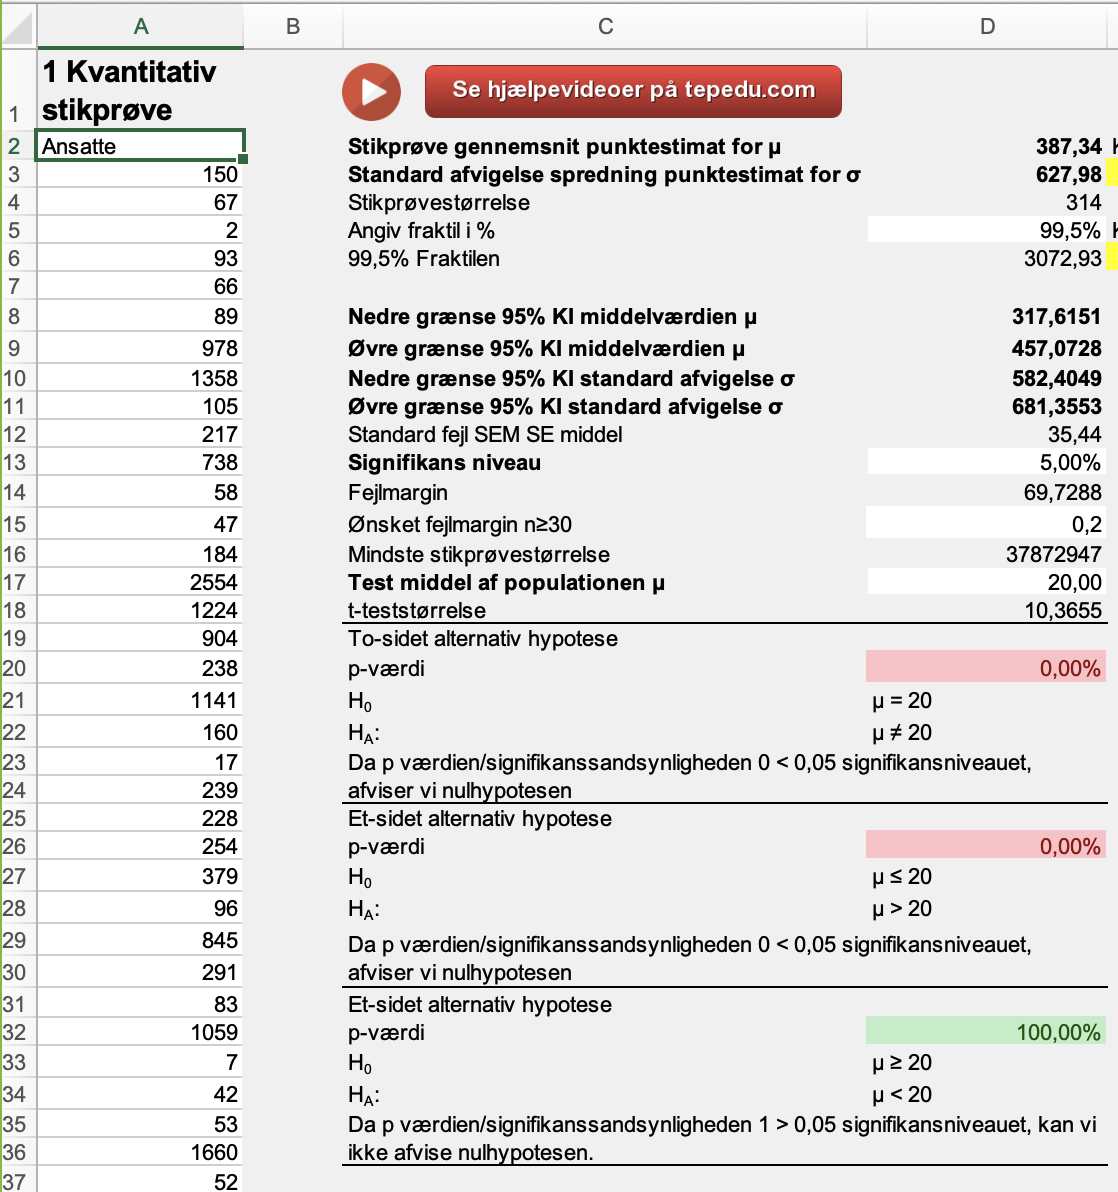 A B C D
1 Kvantitativ
stikprøve
1
Se hjælpevideoer på tepedu.com
2 Ansatte Stikprøve gennemsnit punktestimat for µ 387,34
3 150 Standard afvigelse spredning punktestimat for σ 627,98
4 67 Stikprøvestørrelse 314
5 2 Angiv fraktil i % 99,5%
6 93 99,5% Fraktilen 3072,93
7 66
8 89 Nedre grænse 95% KI middelværdien µ 317,6151
9 978 Øvre grænse 95% KI middelværdien µ 457,0728
10 1358 Nedre grænse 95% KI standard afvigelse σ 582,4049
11 105 Øvre grænse 95% KI standard afvigelse σ 681,3553
12 217 Standard fejl SEM SE middel 35,44
13 738 Signifikans niveau 5,00%
14 58 Fejlmargin 69,7288
15 47 Ønsket fejlmargin n≥30 0,2
16 184 Mindste stikprøvestørrelse 37872947
17 2554 Test middel af populationen µ 20,00
18 1224 t-teststørrelse 10,3655
19 904 To-sidet alternativ hypotese
20 238 p-værdi 0,00%
21 1141 H₀ µ = 20
22 160 Hₐ: µ ≠ 20
23 17 Da p værdien/signifikanssandsynligheden 0 < 0,05 signifikansniveauet,
24 239 afviser vi nulhypotesen
25 228 Et-sidet alternativ hypotese
26 254 p-værdi 0,00%
27 379 H₀ µ ≤ 20
28 96 Hₐ: µ > 20
29 845 Da p værdien/signifikanssandsynligheden 0 < 0,05 signifikansniveauet,
30 291 afviser vi nulhypotesen
31 83 Et-sidet alternativ hypotese
32 1059 p-værdi 100,00%
33 7 H₀ µ ≥ 20
34 42 Hₐ: µ < 20
35 53 Da p værdien/signifikanssandsynligheden 1 > 0,05 signifikansniveauet, kan vi
36 1660 ikke afvise nulhypotesen.
37 52